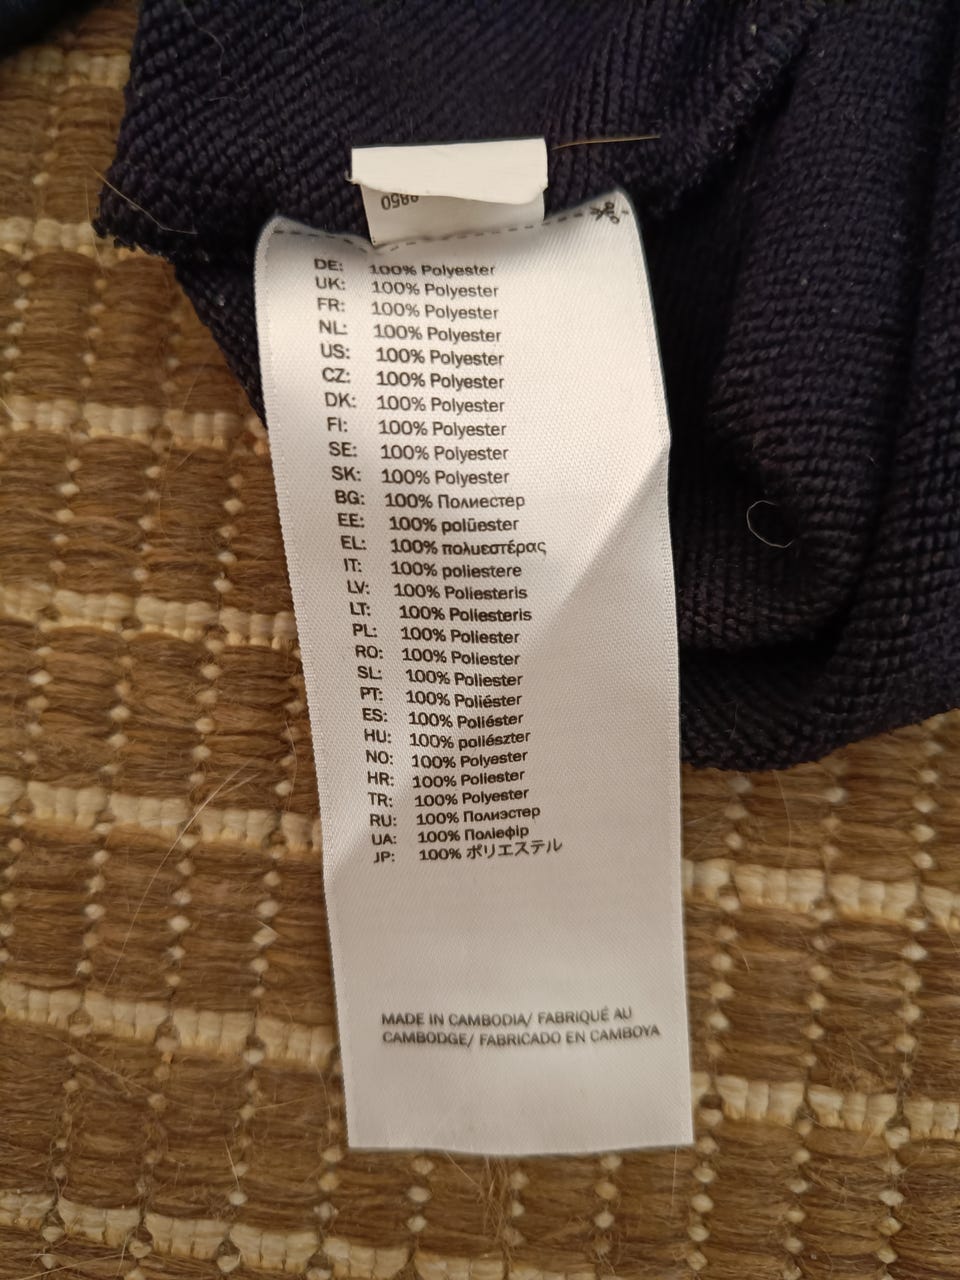 DE: 100% Polyester
UK: 100% Polyester
FR: 100% Polyester
NL: 100% Polyester
US: 100% Polyester
CZ: 100% Polyester
DK: 100% Polyester
FI: 100% Polyester
SE: 100% Polyester
SK: 100% Polyester
BG: 100% Полиестер
EE: 100% polüester
EL: 100% πολυεστέρας
IT: 100% poliestere
LV: 100% Poliesteris
LT: 100% Poliesteris
PL: 100% Poliester
RO: 100% Poliester
SL: 100% Poliester
PT: 100% Poliéster
ES: 100% Poliéster
HU: 100% poliészter
NO: 100% Polyester
HR: 100% Poliester
TR: 100% Polyester
RU: 100% Полиэстер
UA: 100% Поліефір
JP: 100% ポリエステル
MADE IN CAMBODIA/ FABRIQUÉ AU
CAMBODGE/ FABRICADO EN CAMBOYA